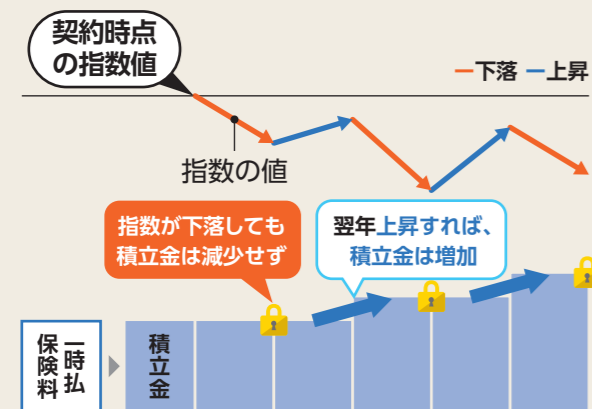 契約時点
の指数値
下落 上昇
指数の値
指数が下落しても
積立金は減少せず
翌年上昇すれば、
積立金は増加
一時払
保険料
積立金